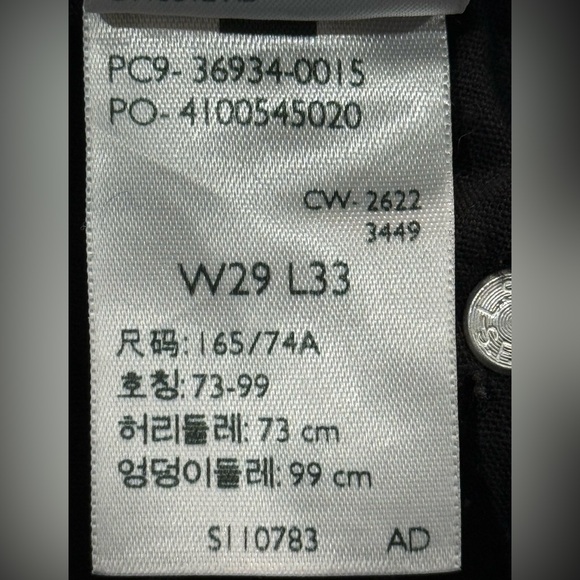 PC9- 36934-0015
PO- 4100545020
CW- 2622
3449
W29 L33
尺码: 165/74A
호칭: 73-99
허리둘레: 73 cm
엉덩이둘레: 99 cm
S110783 AD